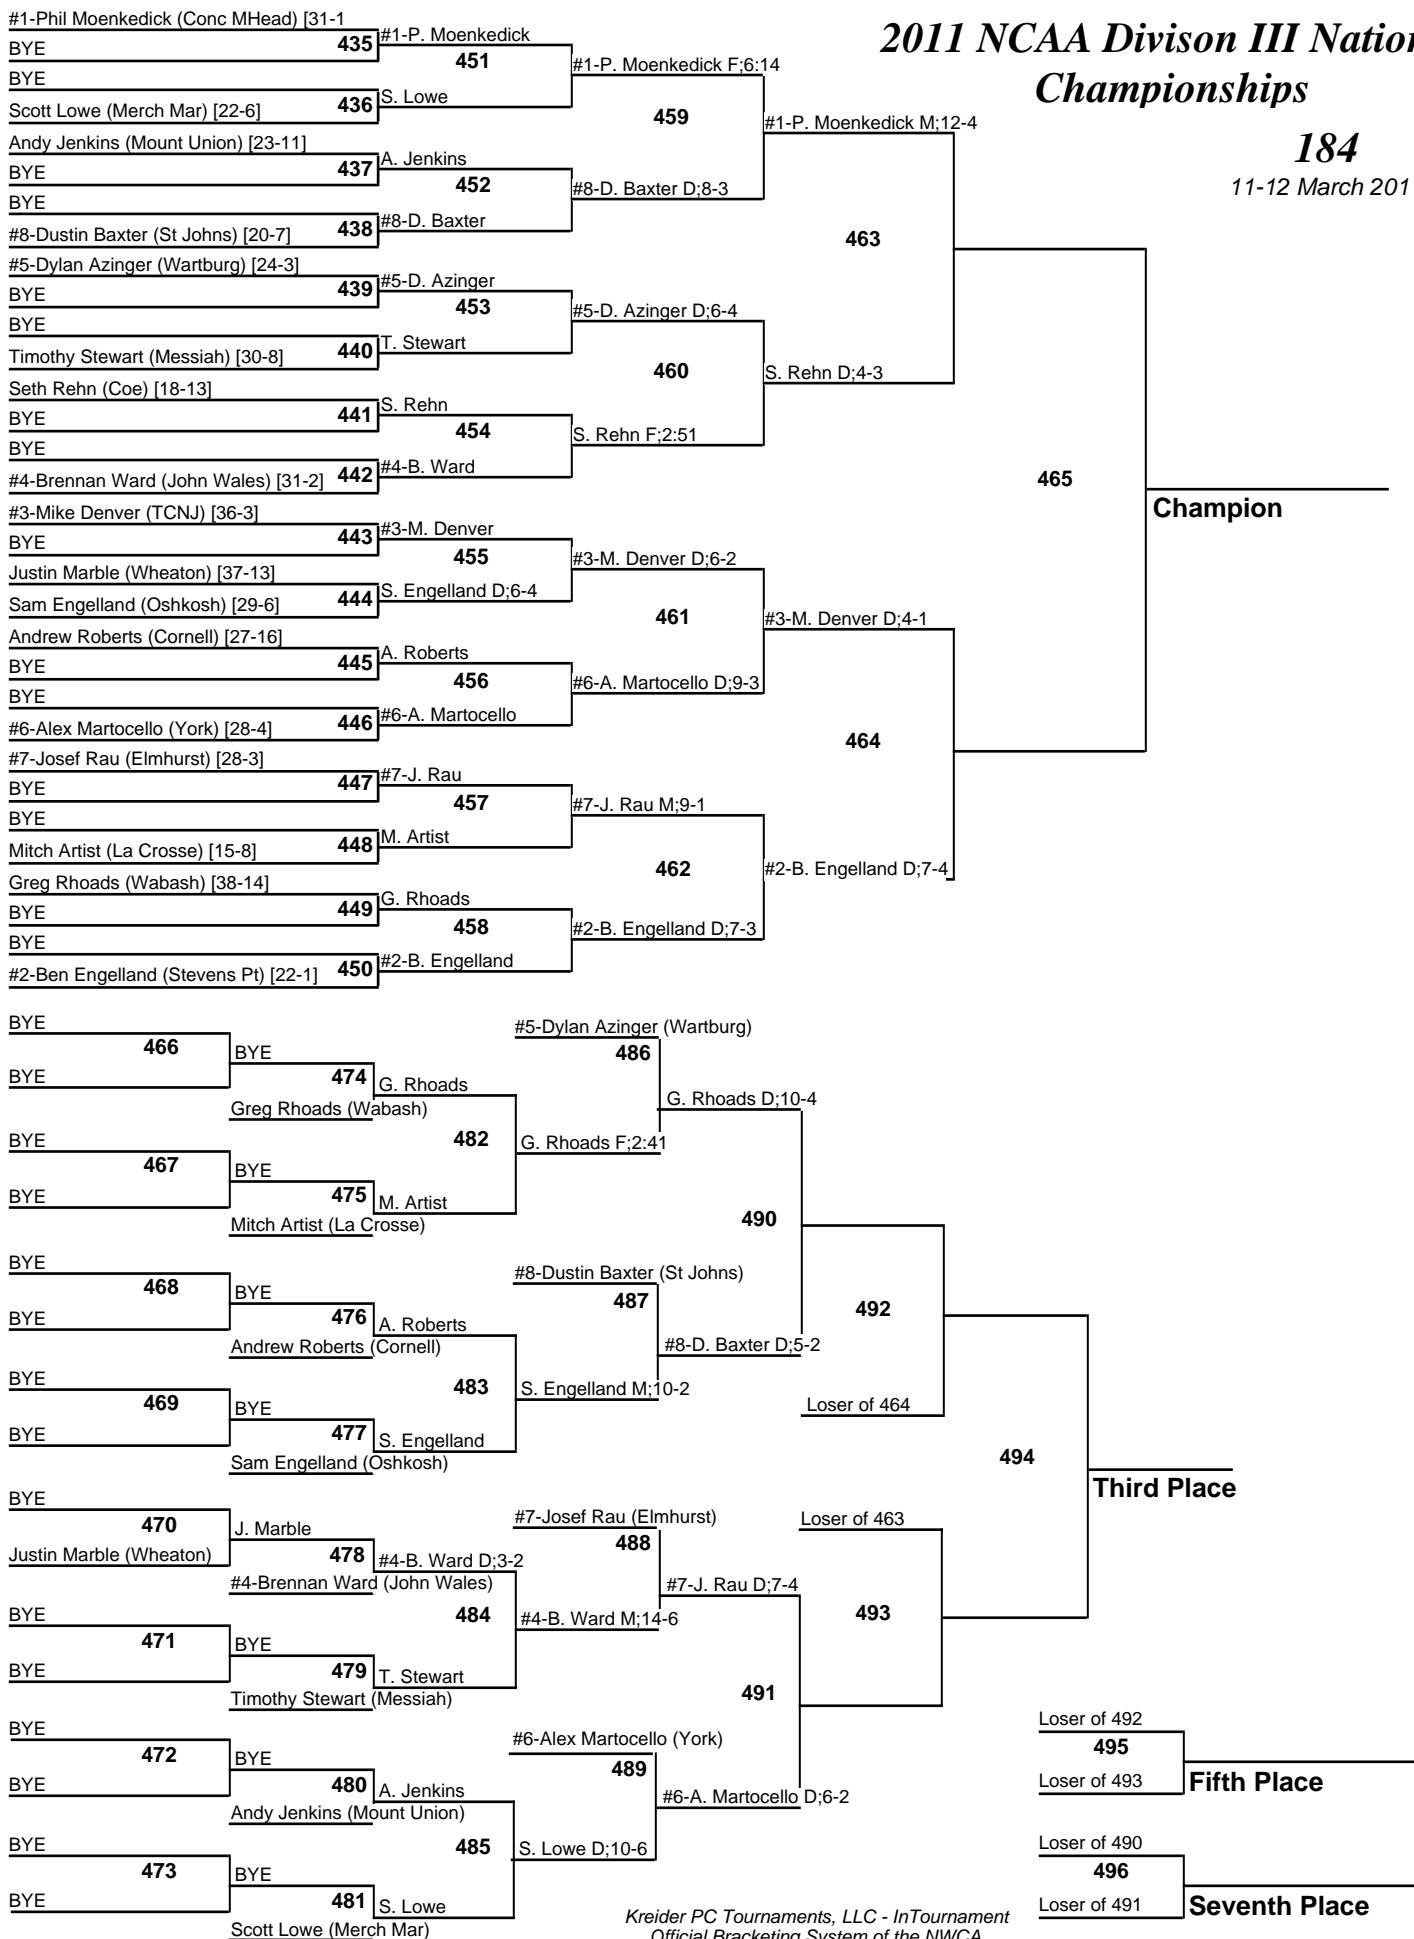 2011 NCAA Divison III Nation
Championships
184
11-12 March 201
#1-Phil Moenkedick (Conc MHead) [31-1
BYE
435
BYE
Scott Lowe (Merch Mar) [22-6]
436
Andy Jenkins (Mount Union) [23-11]
BYE
437
BYE
#8-Dustin Baxter (St Johns) [20-7]
438
#5-Dylan Azinger (Wartburg) [24-3]
BYE
439
BYE
Timothy Stewart (Messiah) [30-8]
440
Seth Rehn (Coe) [18-13]
BYE
441
BYE
#4-Brennan Ward (John Wales) [31-2]
442
#3-Mike Denver (TCNJ) [36-3]
BYE
443
Justin Marble (Wheaton) [37-13]
Sam Engelland (Oshkosh) [29-6]
444
Andrew Roberts (Cornell) [27-16]
BYE
445
BYE
#6-Alex Martocello (York) [28-4]
446
#7-Josef Rau (Elmhurst) [28-3]
BYE
447
BYE
Mitch Artist (La Crosse) [15-8]
448
Greg Rhoads (Wabash) [38-14]
BYE
449
BYE
#2-Ben Engelland (Stevens Pt) [22-1]
450
#1-P. Moenkedick
451
S. Lowe
A. Jenkins
452
#8-D. Baxter
#5-D. Azinger
453
T. Stewart
S. Rehn
454
#4-B. Ward
#3-M. Denver
455
S. Engelland D;6-4
A. Roberts
456
#6-A. Martocello
#7-J. Rau
457
M. Artist
G. Rhoads
458
#2-B. Engelland
#1-P. Moenkedick F;6:14
459
#8-D. Baxter D;8-3
#5-D. Azinger D;6-4
460
S. Rehn F;2:51
#3-M. Denver D;6-2
461
#6-A. Martocello D;9-3
#7-J. Rau M;9-1
462
#2-B. Engelland D;7-3
#1-P. Moenkedick M;12-4
463
S. Rehn D;4-3
#3-M. Denver D;4-1
464
#2-B. Engelland D;7-4
465
Champion
BYE
466
BYE
BYE
467
BYE
BYE
468
BYE
BYE
469
BYE
BYE
470
Justin Marble (Wheaton)
BYE
471
BYE
BYE
472
BYE
BYE
473
BYE
BYE
474
Greg Rhoads (Wabash)
BYE
475
Mitch Artist (La Crosse)
BYE
476
Andrew Roberts (Cornell)
BYE
477
Sam Engelland (Oshkosh)
J. Marble
478
#4-Brennan Ward (John Wales)
BYE
479
Timothy Stewart (Messiah)
BYE
480
Andy Jenkins (Mount Union)
BYE
481
Scott Lowe (Merch Mar)
G. Rhoads
482
M. Artist
A. Roberts
483
S. Engelland
#4-B. Ward D;3-2
484
T. Stewart
A. Jenkins
485
S. Lowe
#5-Dylan Azinger (Wartburg)
486
G. Rhoads F;2:41
#8-Dustin Baxter (St Johns)
487
S. Engelland M;10-2
#7-Josef Rau (Elmhurst)
488
#4-B. Ward M;14-6
#6-Alex Martocello (York)
489
S. Lowe D;10-6
G. Rhoads D;10-4
490
#8-D. Baxter D;5-2
#7-J. Rau D;7-4
491
#6-A. Martocello D;6-2
492
Loser of 464
Loser of 463
493
494
Third Place
Loser of 492
495
Loser of 493
Fifth Place
Loser of 490
496
Loser of 491
Seventh Place
Kreider PC Tournaments, LLC - InTournament
Official Bracketing System of the NWCA